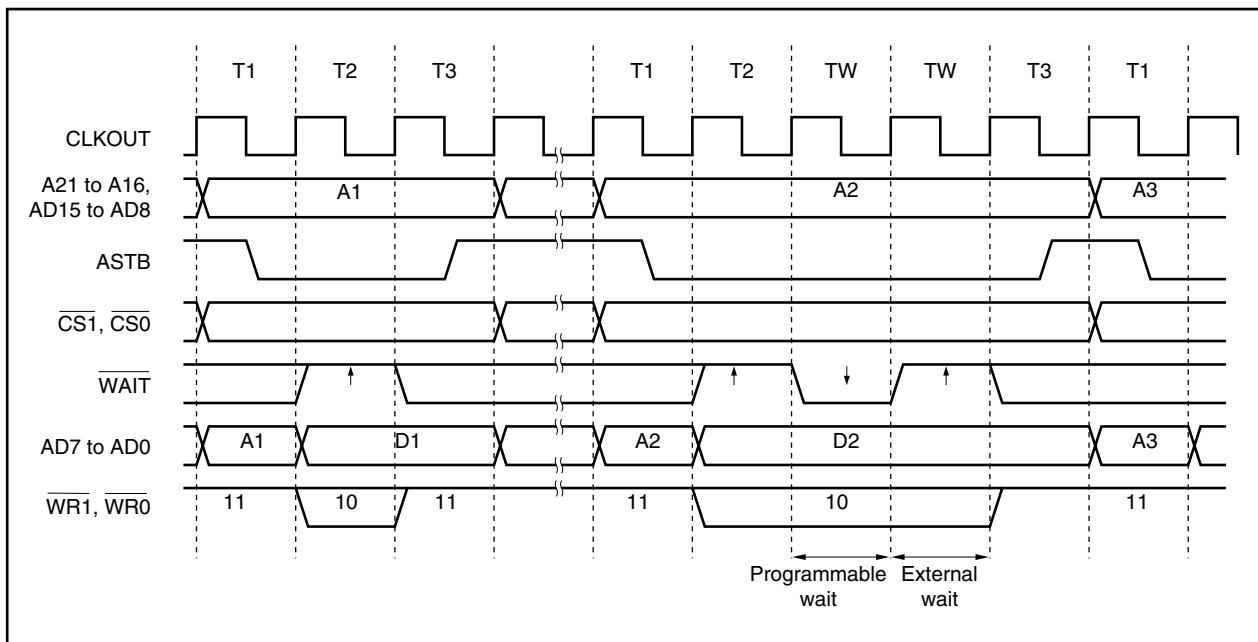 T1 T2 T3 T1 T2 TW TW T3 T1
CLKOUT
A21 to A16,
AD15 to AD8
A1 A2 A3
ASTB
CS1, CS0
WAIT
AD7 to AD0 A1 D1 A2 D2 A3
WR1, WR0 11 10 11 11 10 11
Programmable
wait
External
wait